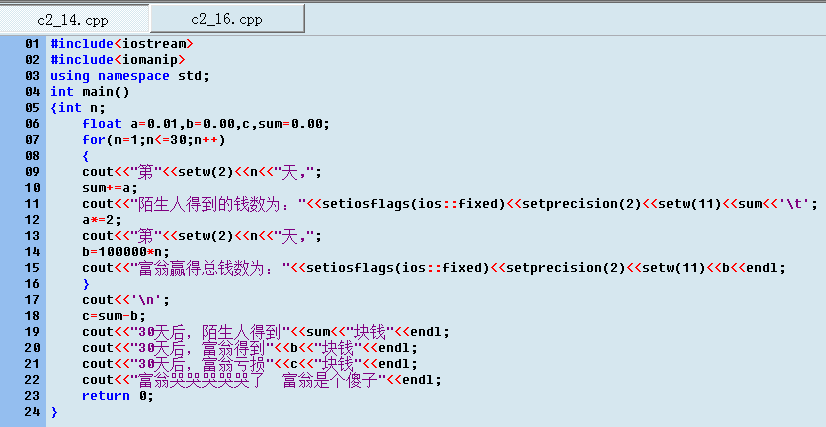 c2_14.cpp
c2_16.cpp
01 #include<iostream>
02 #include<iomanip>
03 using namespace std;
04 int main()
05 {int n;
06     float a=0.01,b=0.00,c,sum=0.00;
07     for(n=1;n<=30;n++)
08     {
09     cout<<"第"<<setw(2)<<n<<"天,";
10     sum+=a;
11     cout<<"陌生人得到的钱数为："<<setiosflags(ios::fixed)<<setprecision(2)<<setw(11)<<sum<<'\t';
12     a*=2;
13     cout<<"第"<<setw(2)<<n<<"天,";
14     b=100000*n;
15     cout<<"富翁赢得总钱数为："<<setiosflags(ios::fixed)<<setprecision(2)<<setw(11)<<b<<endl;
16     }
17     cout<<'\n';
18     c=sum-b;
19     cout<<"30天后，陌生人得到"<<sum<<"块钱"<<endl;
20     cout<<"30天后，富翁得到"<<b<<"块钱"<<endl;
21     cout<<"30天后，富翁亏损"<<c<<"块钱"<<endl;
22     cout<<"富翁哭哭哭哭哭了  富翁是个傻子"<<endl;
23     return 0;
24 }